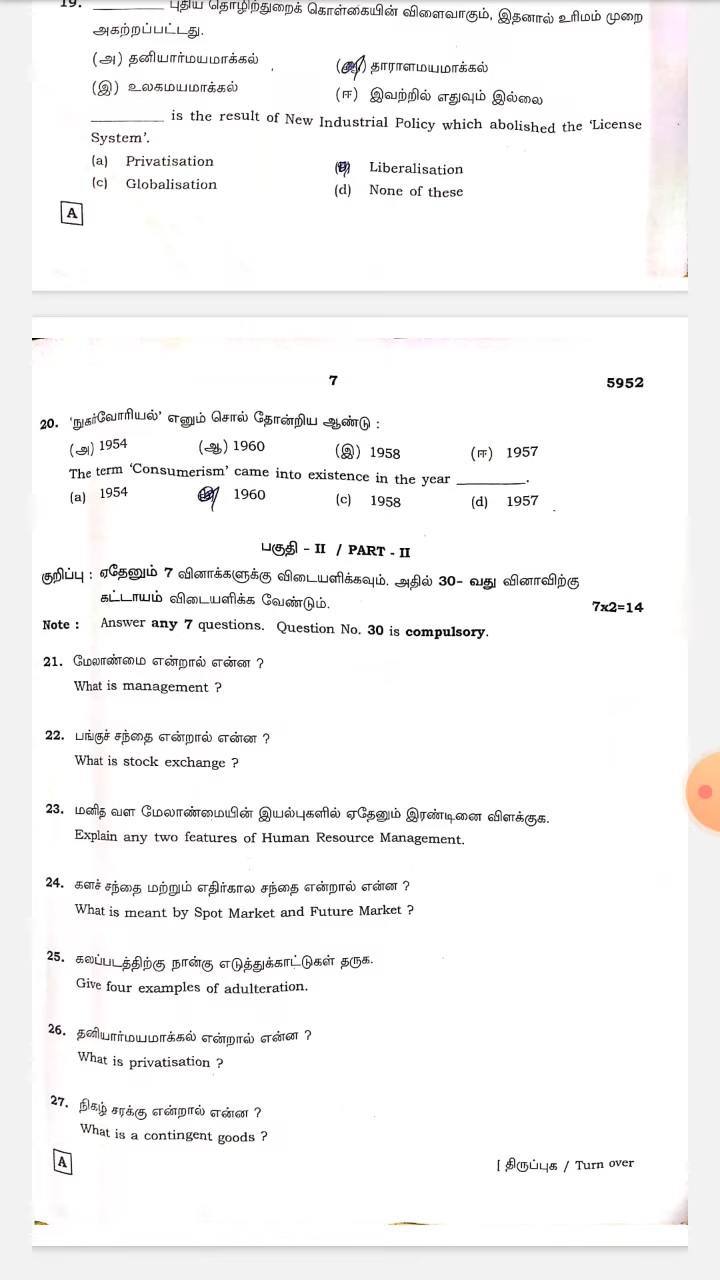 19. ________ புதிய தொழிற்துறைக் கொள்கையின் விளைவாகும், இதனால் உரிமம் முறை
அகற்றப்பட்டது.
(அ) தனியார்மயமாக்கல் (ஆ) தாராளமயமாக்கல்
(இ) உலகமயமாக்கல் (ஈ) இவற்றில் எதுவும் இல்லை
________ is the result of New Industrial Policy which abolished the 'License
System'.
(a) Privatisation (b) Liberalisation
(c) Globalisation (d) None of these
A
7 5952
20. 'நுகர்வோரியல்' எனும் சொல் தோன்றிய ஆண்டு :
(அ) 1954 (ஆ) 1960 (இ) 1958 (ஈ) 1957
The term 'Consumerism' came into existence in the year ________.
(a) 1954 (b) 1960 (c) 1958 (d) 1957
பகுதி - II / PART - II
குறிப்பு : ஏதேனும் 7 வினாக்களுக்கு விடையளிக்கவும். அதில் 30- வது வினாவிற்கு
கட்டாயம் விடையளிக்க வேண்டும். 7x2=14
Note : Answer any 7 questions. Question No. 30 is compulsory.
21. மேலாண்மை என்றால் என்ன ?
What is management ?
22. பங்குச் சந்தை என்றால் என்ன ?
What is stock exchange ?
23. மனித வள மேலாண்மையின் இயல்புகளில் ஏதேனும் இரண்டினை விளக்குக.
Explain any two features of Human Resource Management.
24. களச் சந்தை மற்றும் எதிர்கால சந்தை என்றால் என்ன ?
What is meant by Spot Market and Future Market ?
25. கலப்படத்திற்கு நான்கு எடுத்துக்காட்டுகள் தருக.
Give four examples of adulteration.
26. தனியார்மயமாக்கல் என்றால் என்ன ?
What is privatisation ?
27. நிகழ் சரக்கு என்றால் என்ன ?
What is a contingent goods ?
A [ திருப்புக / Turn over